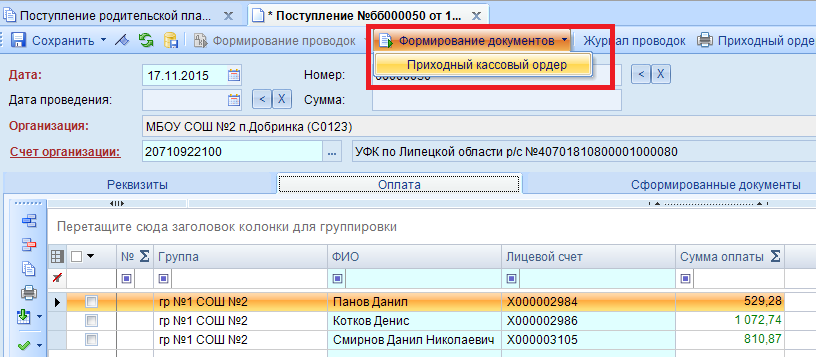 Поступление родительской пла...
* Поступление №бб000050 от 1...
Сохранить Формирование проводок Формирование документов Журнал проводок Приходный орде
Приходный кассовый ордер
Дата: 17.11.2015 Номер: < X
Дата проведения: < X Сумма:
Организация: МБОУ СОШ №2 п.Добринка (С0123)
Счет организации: 20710922100 ... УФК по Липецкой области р/с №40701810800001000080
Реквизиты Оплата Сформированные документы
Перетащите сюда заголовок колонки для группировки
№ Σ Группа ФИО Лицевой счет Сумма оплаты Σ
гр №1 СОШ №2 Панов Данил Х000002984 529,28
гр №1 СОШ №2 Котков Денис Х000002986 1 072,74
гр №1 СОШ №2 Смирнов Данил Николаевич Х000003105 810,87